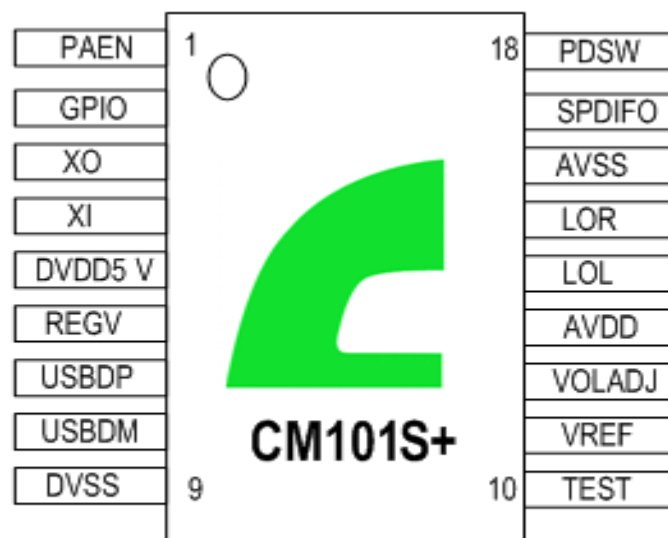 PAEN 1 18 PDSW
GPIO SPDIFO
XO AVSS
XI LOR
DVDD5 V LOL
REGV AVDD
USBDP VOLADJ
USBDM CM101S+ VREF
DVSS 9 10 TEST